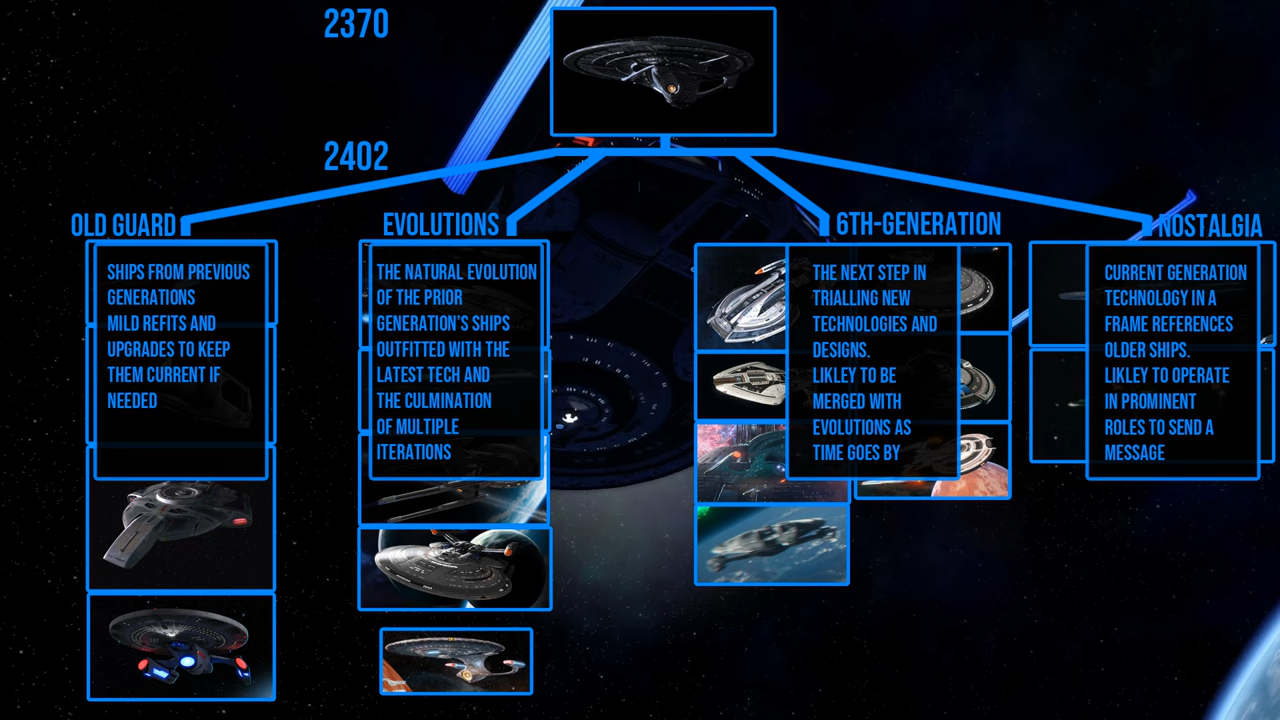 2370
2402
OLD GUARD
EVOLUTIONS
6TH-GENERATION
NOSTALGIA
SHIPS FROM PREVIOUS
GENERATIONS
MILD REFITS AND
UPGRADES TO KEEP
THEM CURRENT IF
NEEDED
THE NATURAL EVOLUTION
OF THE PRIOR
GENERATION'S SHIPS
OUTFITTED WITH THE
LATEST TECH AND
THE CULMINATION
OF MULTIPLE
ITERATIONS
THE NEXT STEP IN
TRIALLING NEW
TECHNOLOGIES AND
DESIGNS.
LIKLEY TO BE
MERGED WITH
EVOLUTIONS AS
TIME GOES BY
CURRENT GENERATION
TECHNOLOGY IN A
FRAME REFERENCES
OLDER SHIPS.
LIKLEY TO OPERATE
IN PROMINENT
ROLES TO SEND A
MESSAGE